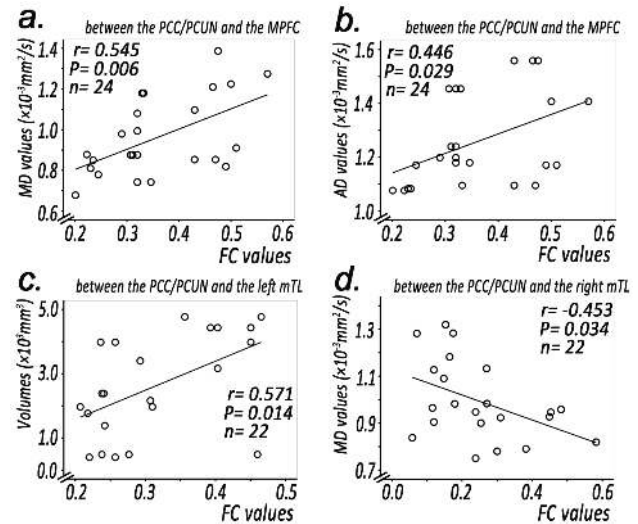 a.
between the PCC/PCUN and the MPFC
r= 0.545
P= 0.006
n= 24
MD values (×10⁻³mm²/s)
1.4
1.2
1.0
0.8
0.6
0.2 0.3 0.4 0.5 0.6
FC values
b.
between the PCC/PCUN and the MPFC
r= 0.446
P= 0.029
n= 24
AD values (×10⁻³mm²/s)
1.6
1.4
1.2
1.0
0.2 0.3 0.4 0.5 0.6
FC values
c.
between the PCC/PCUN and the left mTL
r= 0.571
P= 0.014
n= 22
Volumes
5.0
3.0
1.0
0.0
0.2 0.3 0.4 0.5
FC values
d.
between the PCC/PCUN and the right mTL
r= -0.453
P= 0.034
n= 22
MD values (×10⁻³mm²/s)
1.3
1.1
0.9
0.7
0.0 0.2 0.4 0.6
FC values